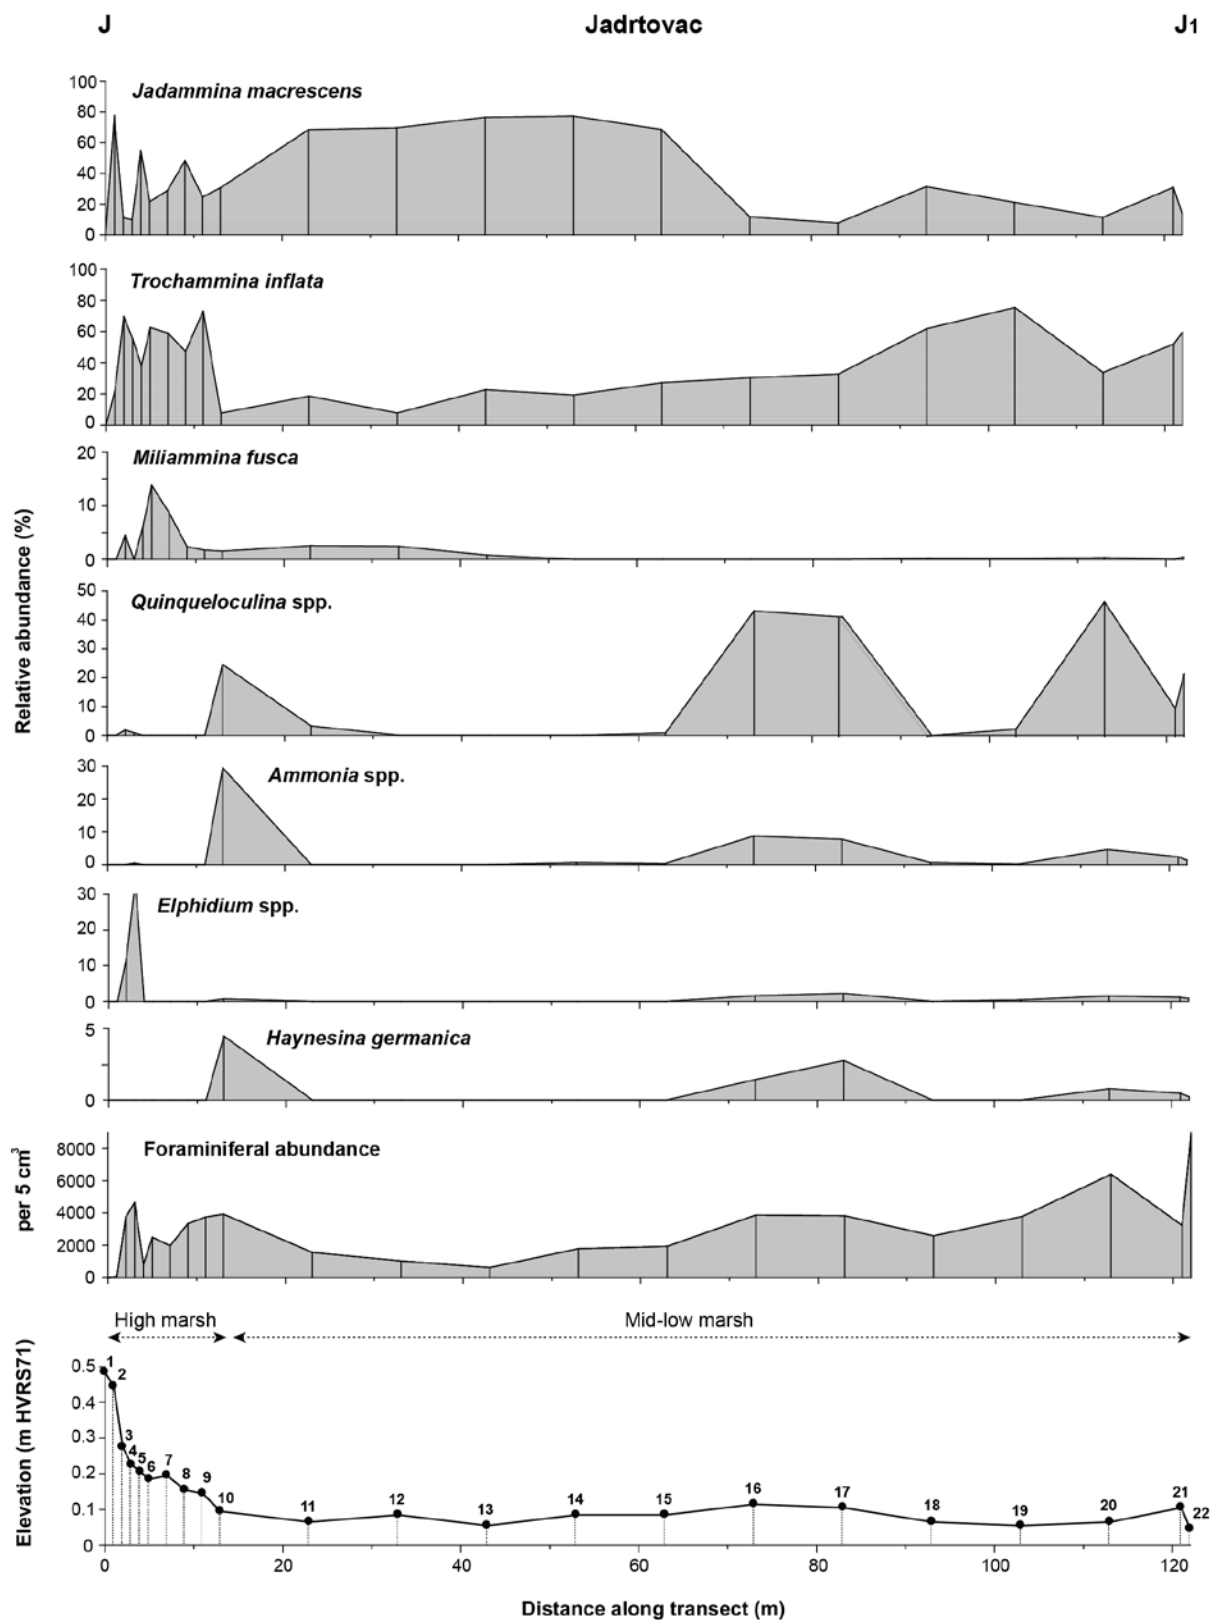 J Jadrtovac J1
Jadammina macrescens
100
80
60
40
20
0
Trochammina inflata
100
80
60
40
20
0
Miliammina fusca
20
10
0
Quinqueloculina spp.
50
40
30
20
10
0
Ammonia spp.
30
20
10
0
Elphidium spp.
30
20
10
0
Haynesina germanica
5
0
Relative abundance (%)
Foraminiferal abundance
8000
6000
4000
2000
0
per 5 cm³
High marsh Mid-low marsh
0.5
0.4
0.3
0.2
0.1
0
Elevation (m HVRS71)
1 2 3 4 5 6 7 8 9 10 11 12 13 14 15 16 17 18 19 20 21 22
0 20 40 60 80 100 120
Distance along transect (m)